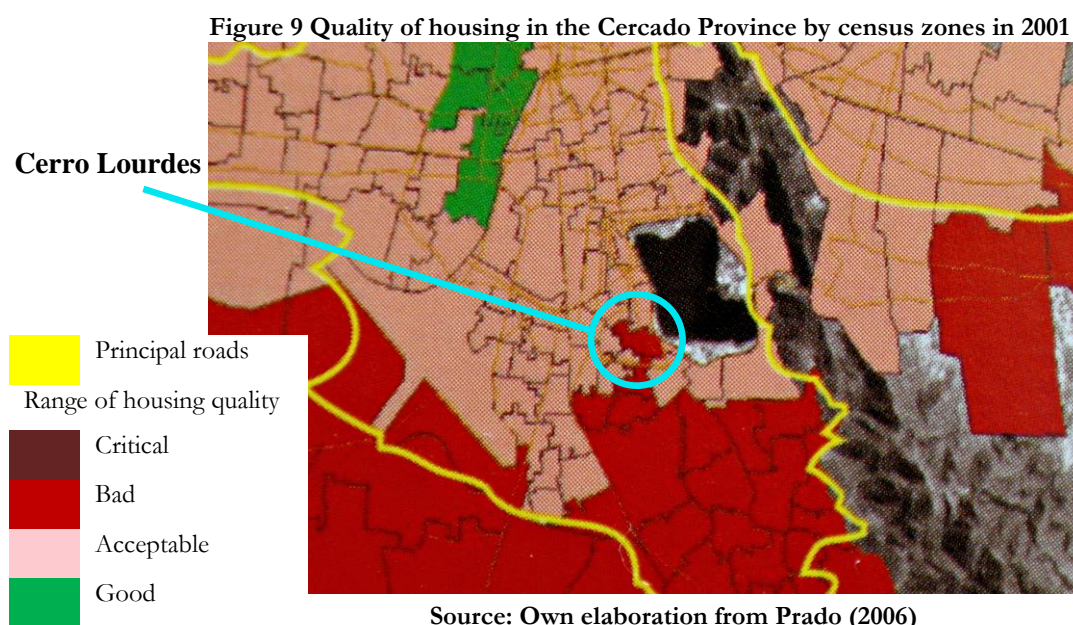 Figure 9 Quality of housing in the Cercado Province by census zones in 2001
Cerro Lourdes
Principal roads
Range of housing quality
Critical
Bad
Acceptable
Good
Source: Own elaboration from Prado (2006)